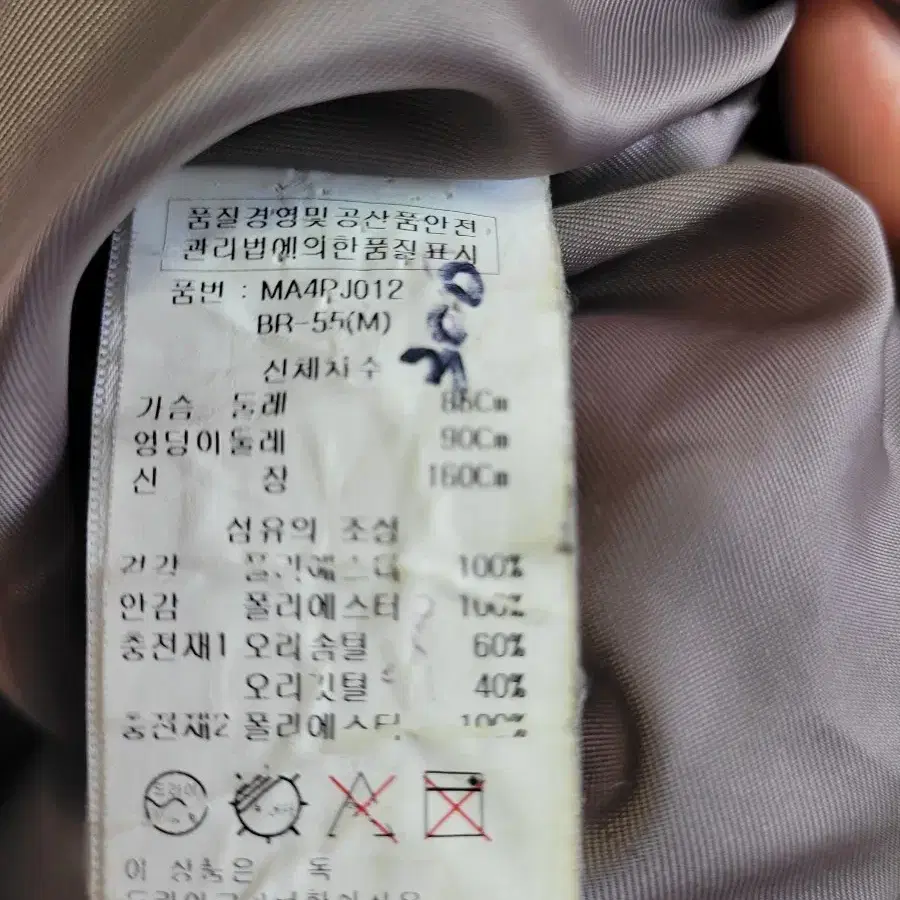 품질경영및공산품안전
관리법에의한품질표시
품번 : MA4PJ012
BR-55(M)
신체치수
가슴 둘레 85Cm
엉덩이둘레 90Cm
신 장 160Cm
섬유의 조성
겉감 폴리에스터 100%
안감 폴리에스터 100%
충전재1 오리솜털 60%
오리깃털 40%
충전재2 폴리에스터 100%
드라이
이 상품은